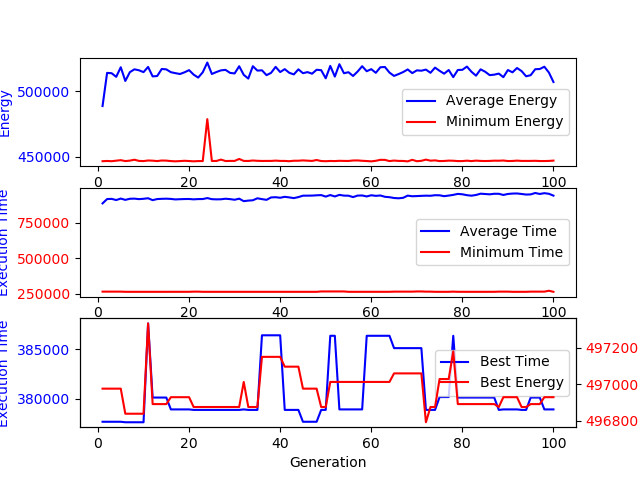 Energy
500000
450000
Average Energy
Minimum Energy
0 20 40 60 80 100
Execution Time
750000
500000
250000
Average Time
Minimum Time
0 20 40 60 80 100
Execution Time
385000
380000
Best Time
Best Energy
497200
497000
496800
0 20 40 60 80 100
Generation